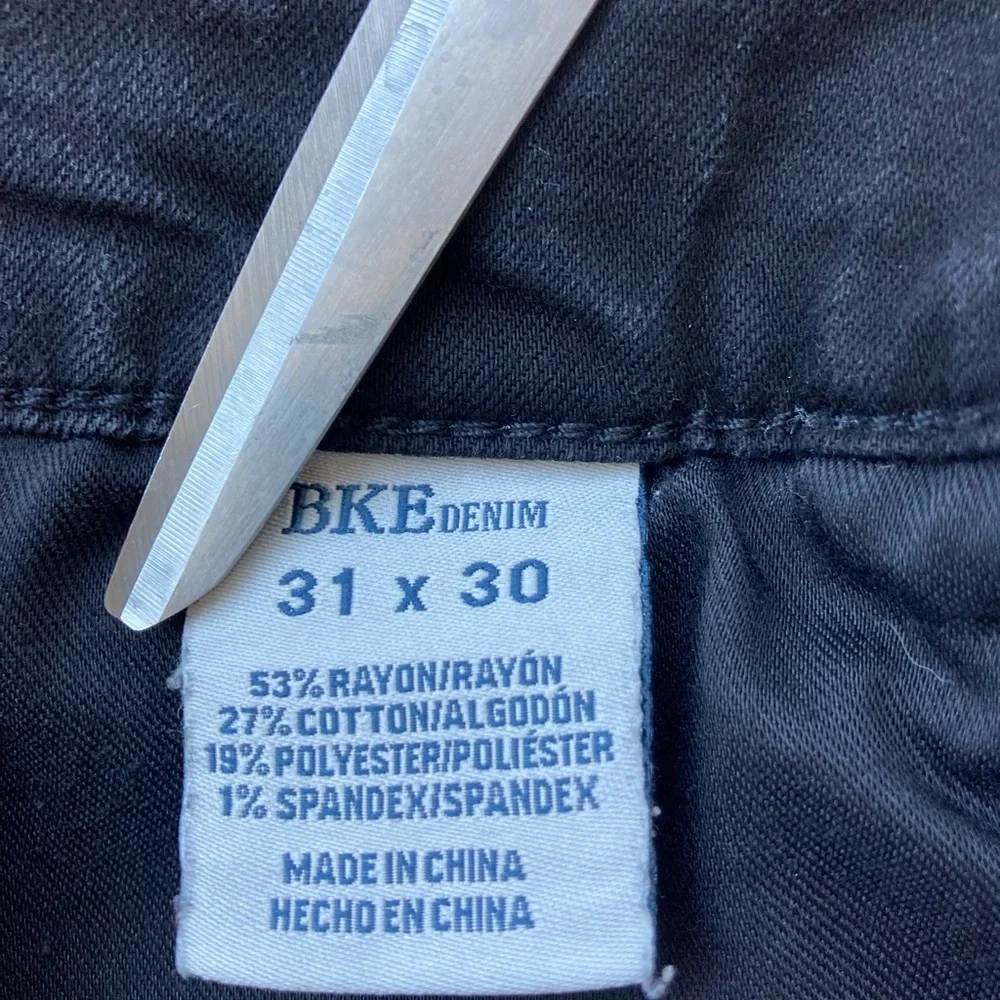 BKE DENIM
31 x 30
53% RAYON/RAYÓN
27% COTTON/ALGODÓN
19% POLYESTER/POLIÉSTER
1% SPANDEX/SPANDEX
MADE IN CHINA
HECHO EN CHINA